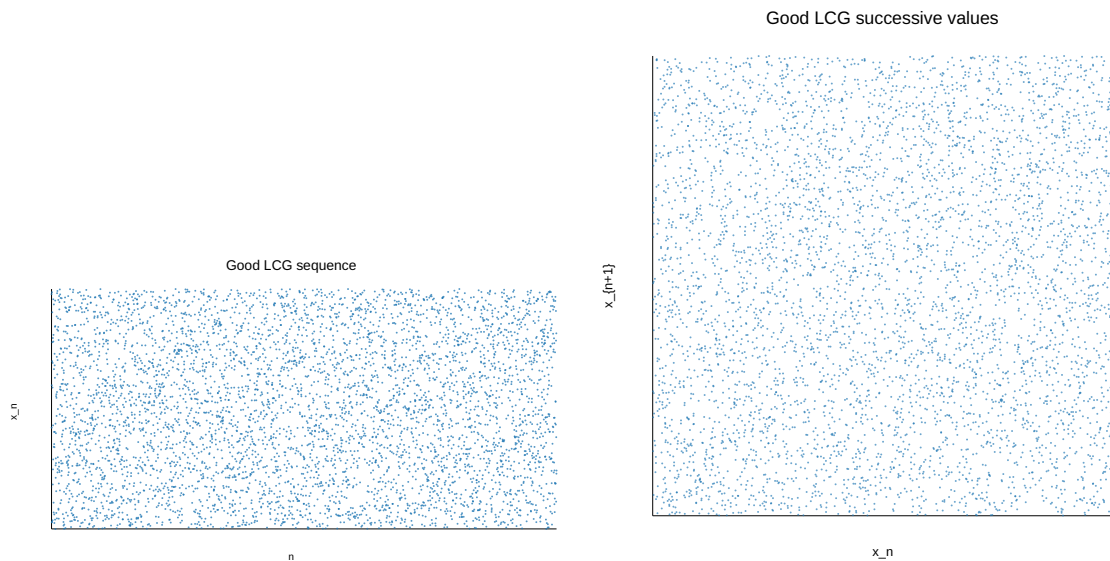 Good LCG sequence
x_n
n
Good LCG successive values
x_{n+1}
x_n